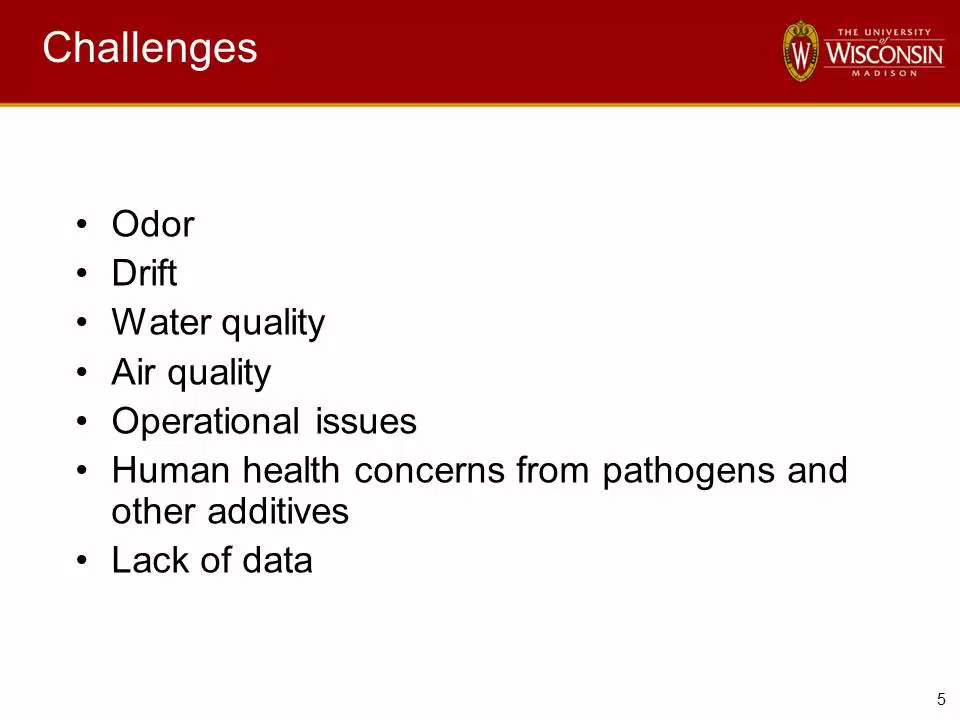 Challenges
THE UNIVERSITY
of
WISCONSIN
MADISON
W
• Odor
• Drift
• Water quality
• Air quality
• Operational issues
• Human health concerns from pathogens and
other additives
• Lack of data
5